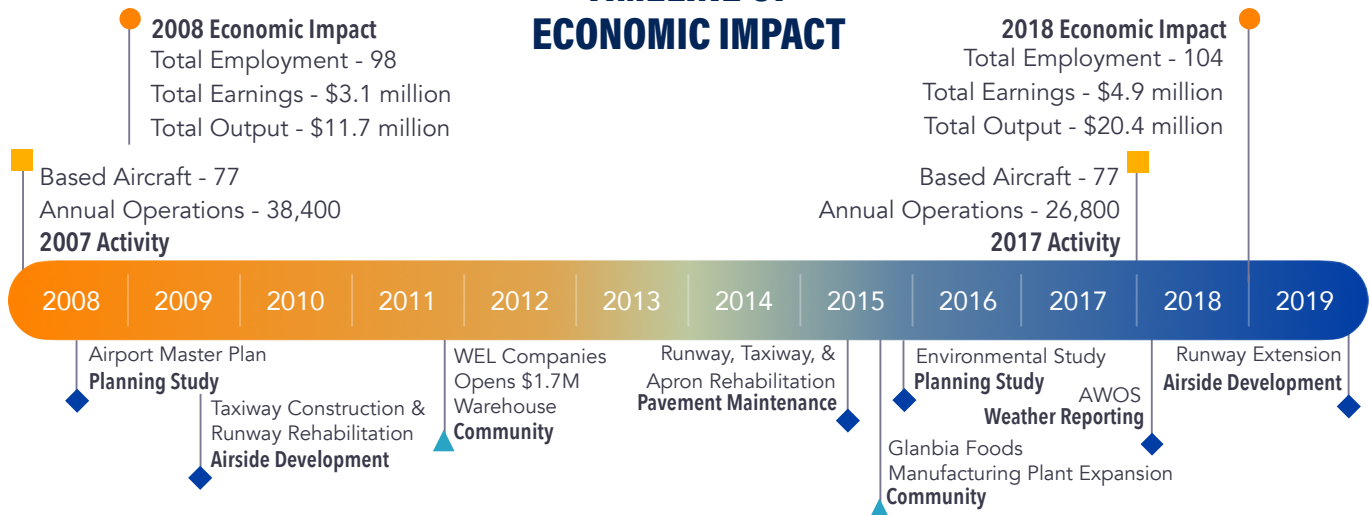 ECONOMIC IMPACT
2008 Economic Impact
Total Employment - 98
Total Earnings - $3.1 million
Total Output - $11.7 million
2018 Economic Impact
Total Employment - 104
Total Earnings - $4.9 million
Total Output - $20.4 million
Based Aircraft - 77
Annual Operations - 38,400
2007 Activity
Based Aircraft - 77
Annual Operations - 26,800
2017 Activity
2008 2009 2010 2011 2012 2013 2014 2015 2016 2017 2018 2019
Airport Master Plan
Planning Study
Taxiway Construction &
Runway Rehabilitation
Airside Development
WEL Companies
Opens $1.7M
Warehouse
Community
Runway, Taxiway, &
Apron Rehabilitation
Pavement Maintenance
Glanbia Foods
Manufacturing Plant Expansion
Community
Environmental Study
Planning Study
AWOS
Weather Reporting
Runway Extension
Airside Development